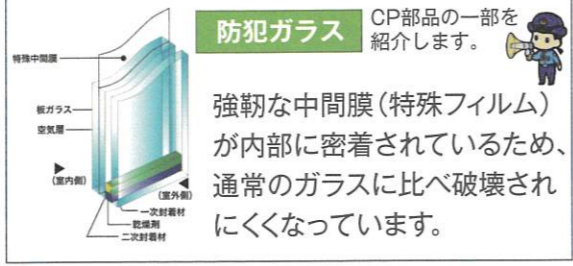 防犯ガラス
CP部品の一部を
紹介します。
特殊中間膜
板ガラス
空気層
(室内側)
(室外側)
一次封着材
乾燥剤
二次封着材
強靭な中間膜(特殊フィルム)
が内部に密着されているため、
通常のガラスに比べ破壊され
にくくなっています。